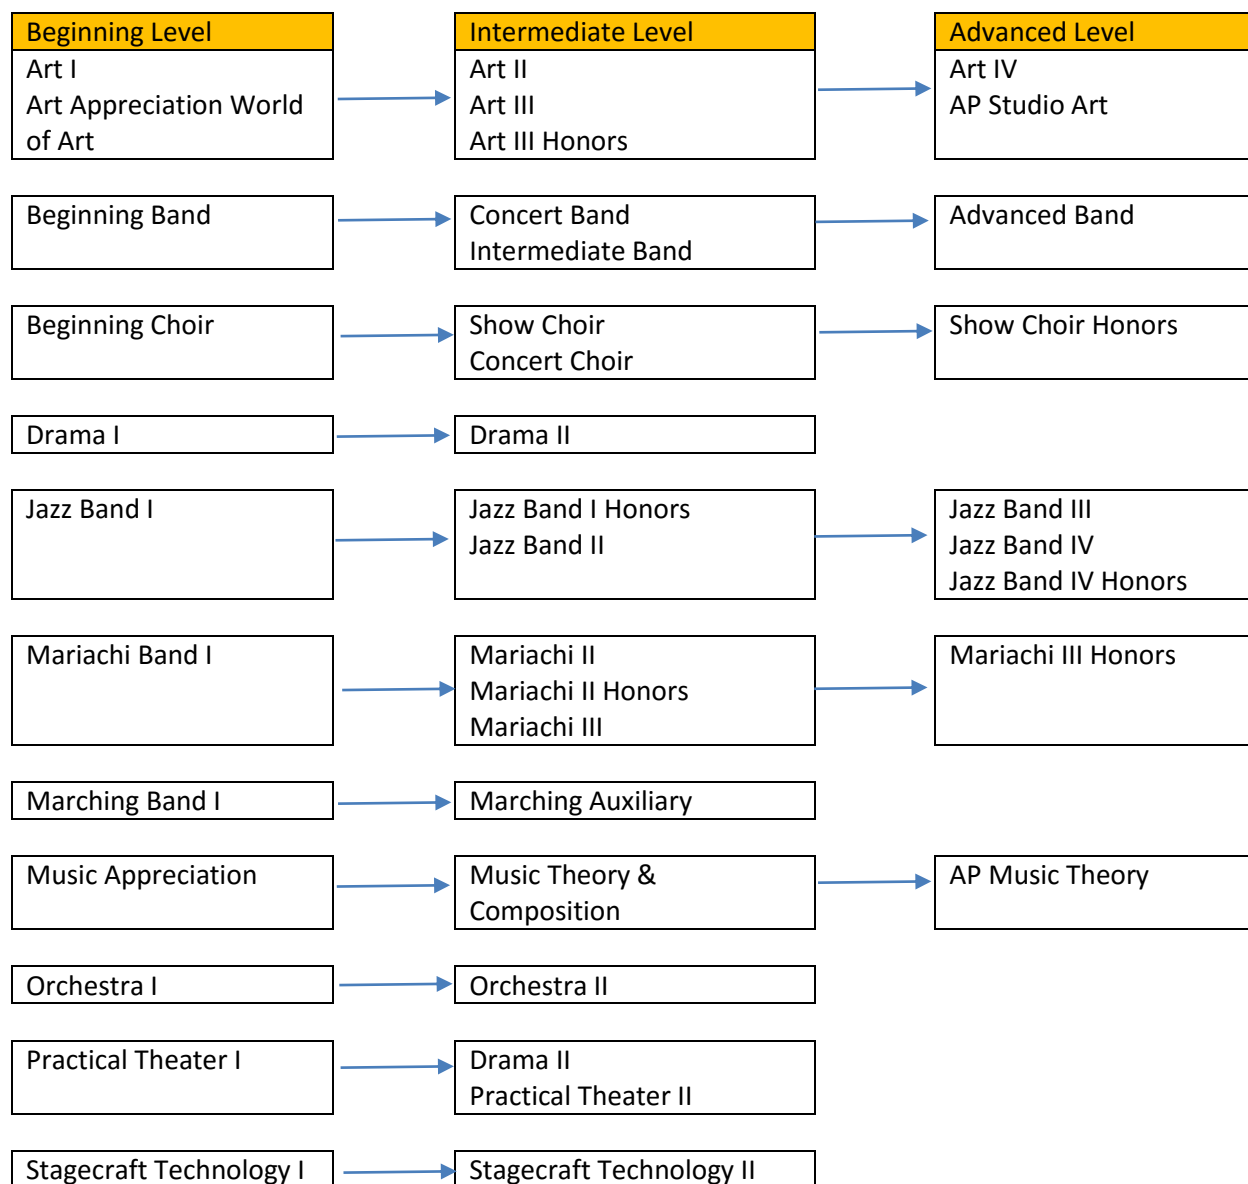 Beginning Level
Intermediate Level
Advanced Level
Art I
Art Appreciation World
of Art
Art II
Art III
Art III Honors
Art IV
AP Studio Art
Beginning Band
Concert Band
Intermediate Band
Advanced Band
Beginning Choir
Show Choir
Concert Choir
Show Choir Honors
Drama I
Drama II
Jazz Band I
Jazz Band I Honors
Jazz Band II
Jazz Band III
Jazz Band IV
Jazz Band IV Honors
Mariachi Band I
Mariachi II
Mariachi II Honors
Mariachi III
Mariachi III Honors
Marching Band I
Marching Auxiliary
Music Appreciation
Music Theory &
Composition
AP Music Theory
Orchestra I
Orchestra II
Practical Theater I
Drama II
Practical Theater II
Stagecraft Technology I
Stagecraft Technology II